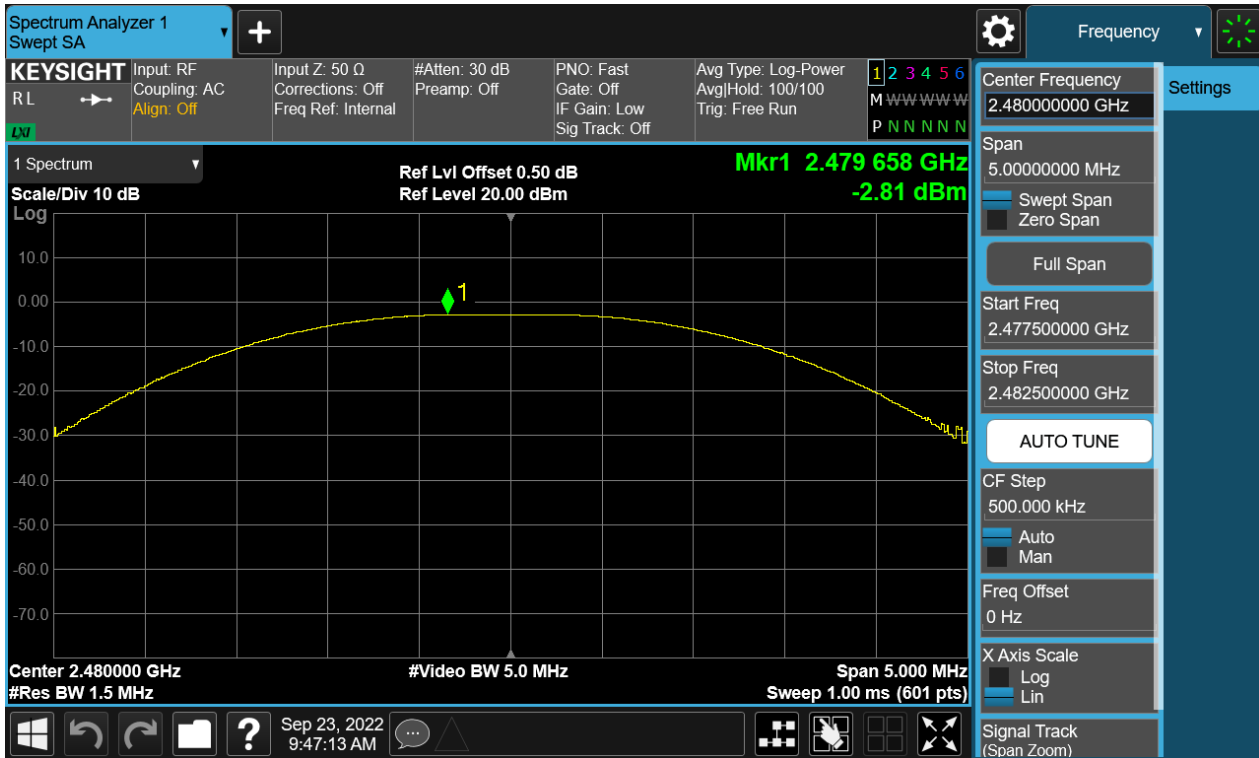 Spectrum Analyzer 1
Swept SA
+
Frequency
KEYSIGHT
R L
LXI
Input: RF
Coupling: AC
Align: Off
Input Z: 50 Ω
Corrections: Off
Freq Ref: Internal
#Atten: 30 dB
Preamp: Off
PNO: Fast
Gate: Off
IF Gain: Low
Sig Track: Off
Avg Type: Log-Power
Avg|Hold: 100/100
Trig: Free Run
1 2 3 4 5 6
M W W W W W
P N N N N N
1 Spectrum
Scale/Div 10 dB
Log
Ref Lvl Offset 0.50 dB
Ref Level 20.00 dBm
Mkr1 2.479 658 GHz
-2.81 dBm
1
10.0
0.00
-10.0
-20.0
-30.0
-40.0
-50.0
-60.0
-70.0
Center 2.480000 GHz
#Video BW 5.0 MHz
Span 5.000 MHz
#Res BW 1.5 MHz
Sweep 1.00 ms (601 pts)
?
Sep 23, 2022
9:47:13 AM
Center Frequency
2.480000000 GHz
Settings
Span
5.00000000 MHz
Swept Span
Zero Span
Full Span
Start Freq
2.477500000 GHz
Stop Freq
2.482500000 GHz
AUTO TUNE
CF Step
500.000 kHz
Auto
Man
Freq Offset
0 Hz
X Axis Scale
Log
Lin
Signal Track
(Span Zoom)